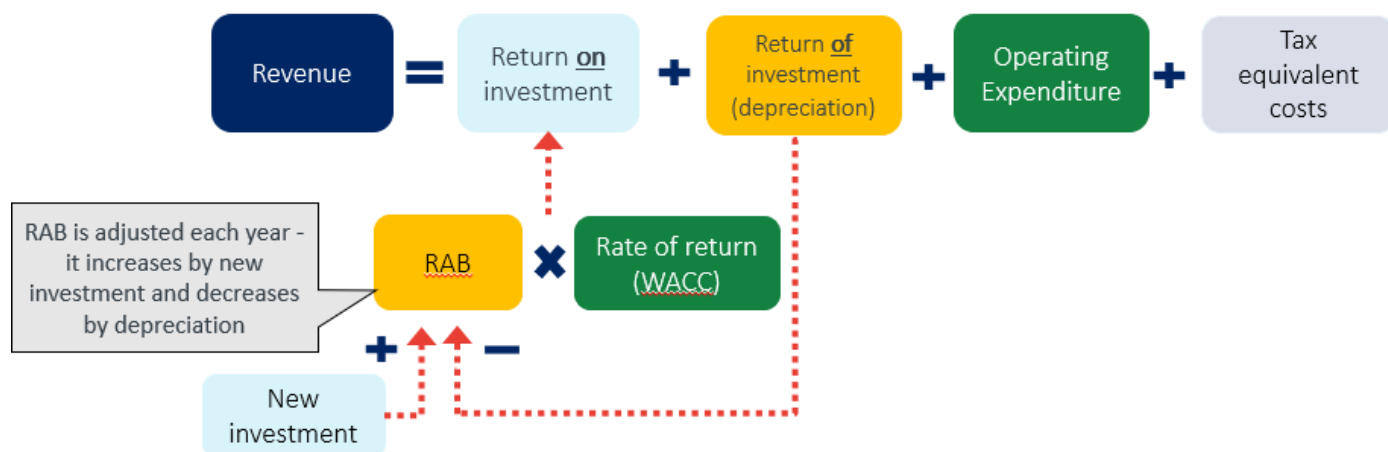 Revenue
=
Return on
investment
+
Return of
investment
(depreciation)
+
Operating
Expenditure
+
Tax
equivalent
costs
RAB is adjusted each year -
it increases by new
investment and decreases
by depreciation
RAB
×
Rate of return
(WACC)
+
−
New
investment